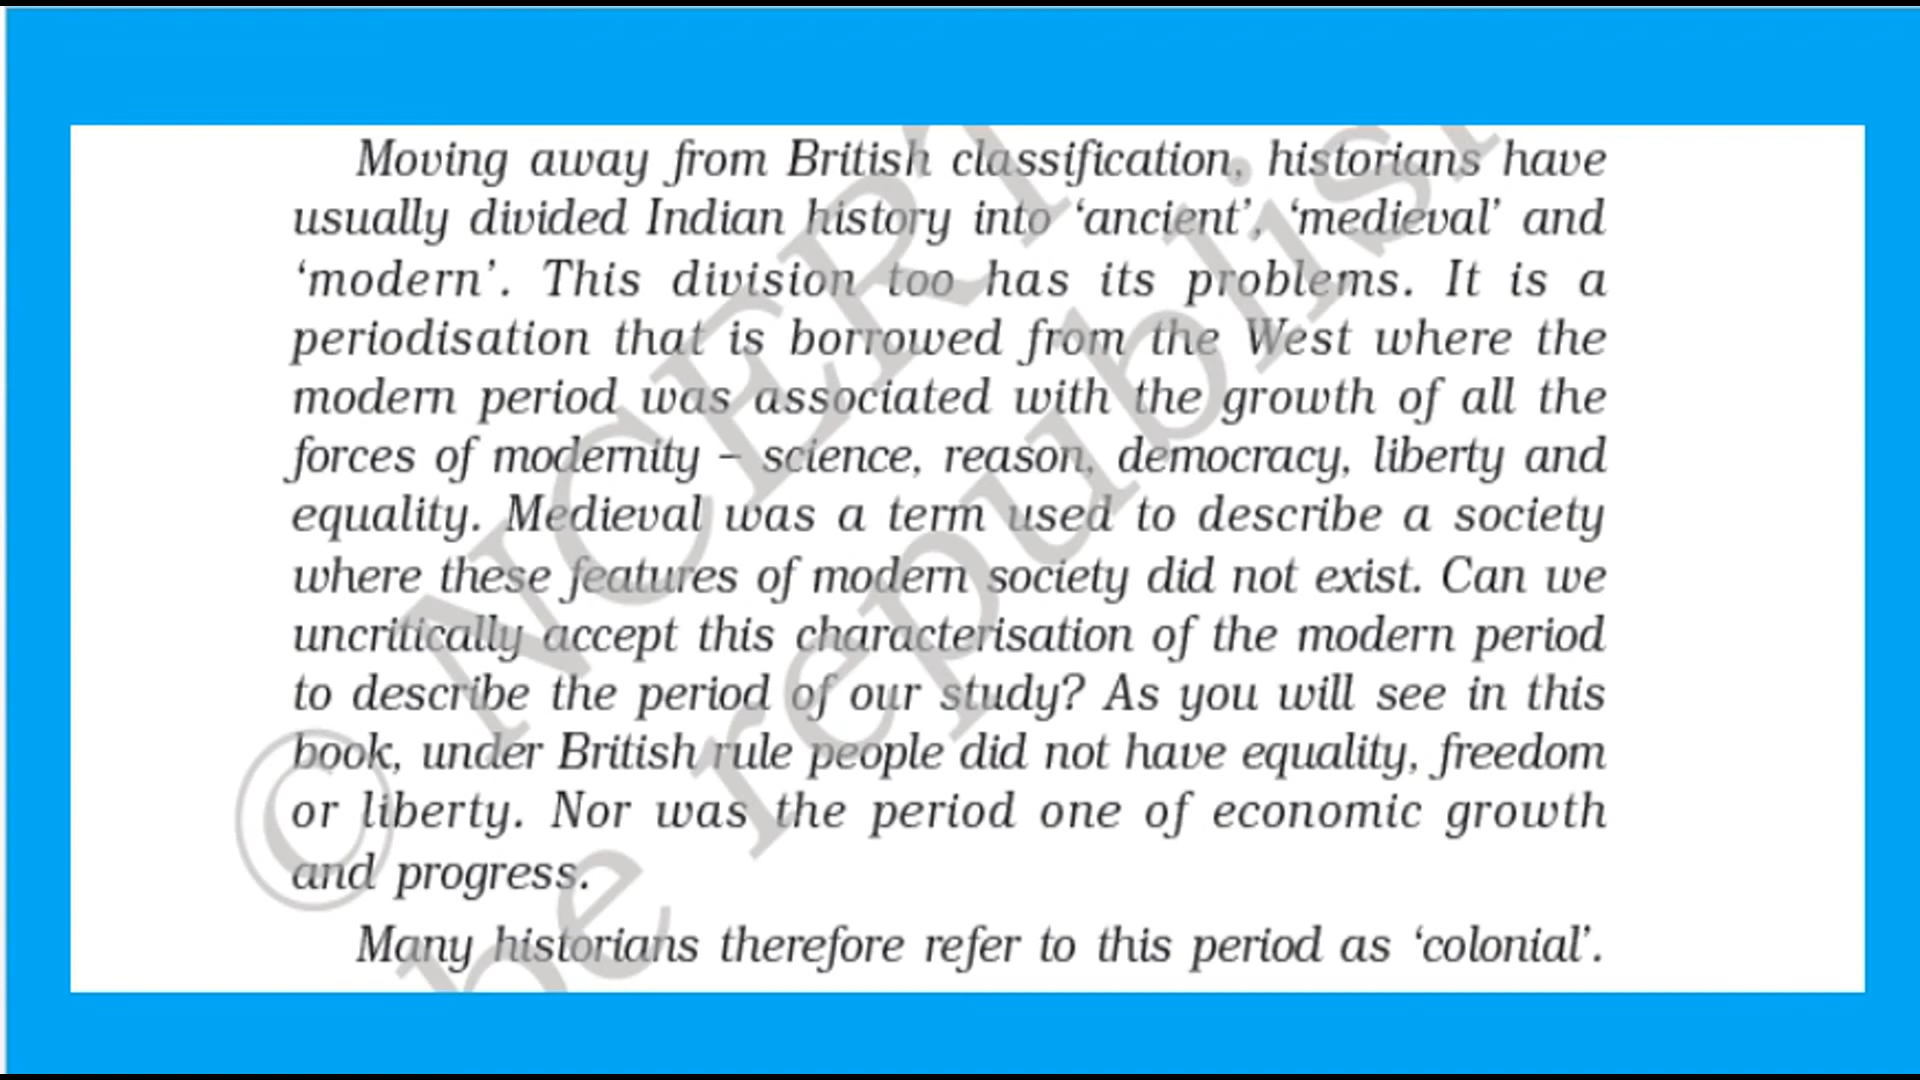 Moving away from British classification, historians have
usually divided Indian history into ‘ancient’, ‘medieval’ and
‘modern’. This division too has its problems. It is a
periodisation that is borrowed from the West where the
modern period was associated with the growth of all the
forces of modernity – science, reason, democracy, liberty and
equality. Medieval was a term used to describe a society
where these features of modern society did not exist. Can we
uncritically accept this characterisation of the modern period
to describe the period of our study? As you will see in this
book, under British rule people did not have equality, freedom
or liberty. Nor was the period one of economic growth
and progress.
Many historians therefore refer to this period as ‘colonial’.
© NCERT
be republis